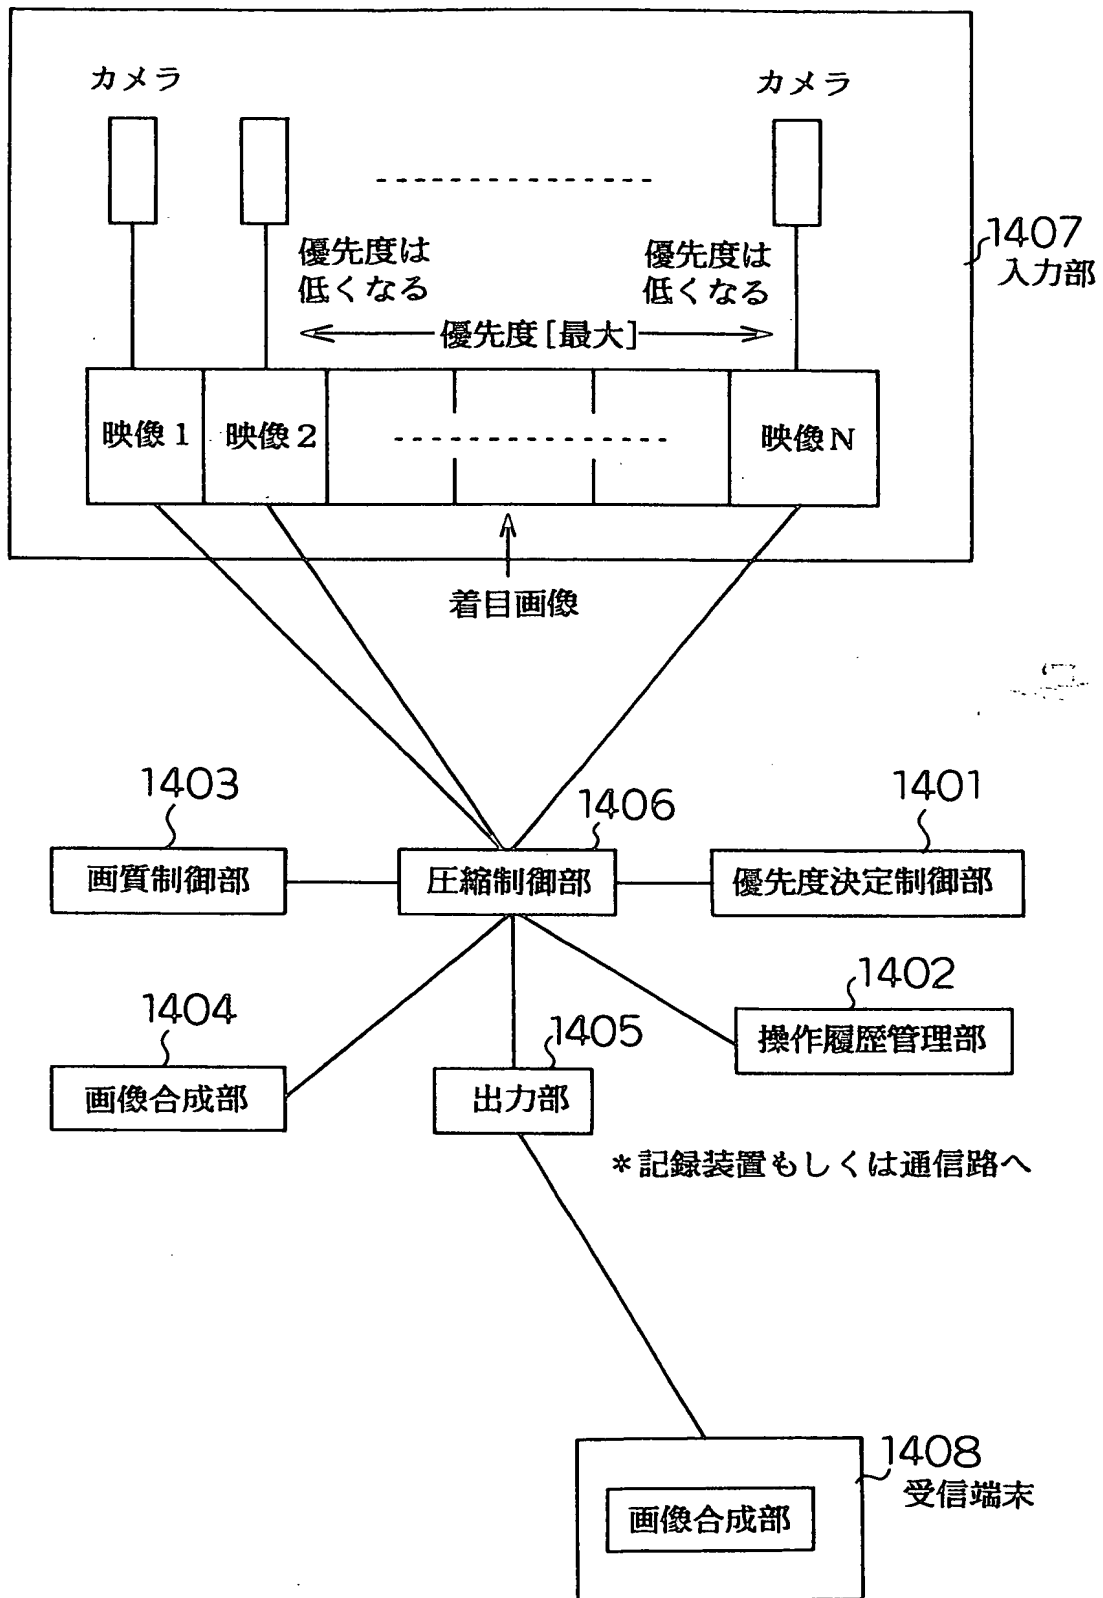 カメラ
カメラ
1407
入力部
優先度は
低くなる
優先度は
低くなる
優先度[最大]
映像1
映像2
映像N
着目画像
1403
画質制御部
1406
圧縮制御部
1401
優先度決定制御部
1402
操作履歴管理部
1404
画像合成部
1405
出力部
*記録装置もしくは通信路へ
1408
受信端末
画像合成部